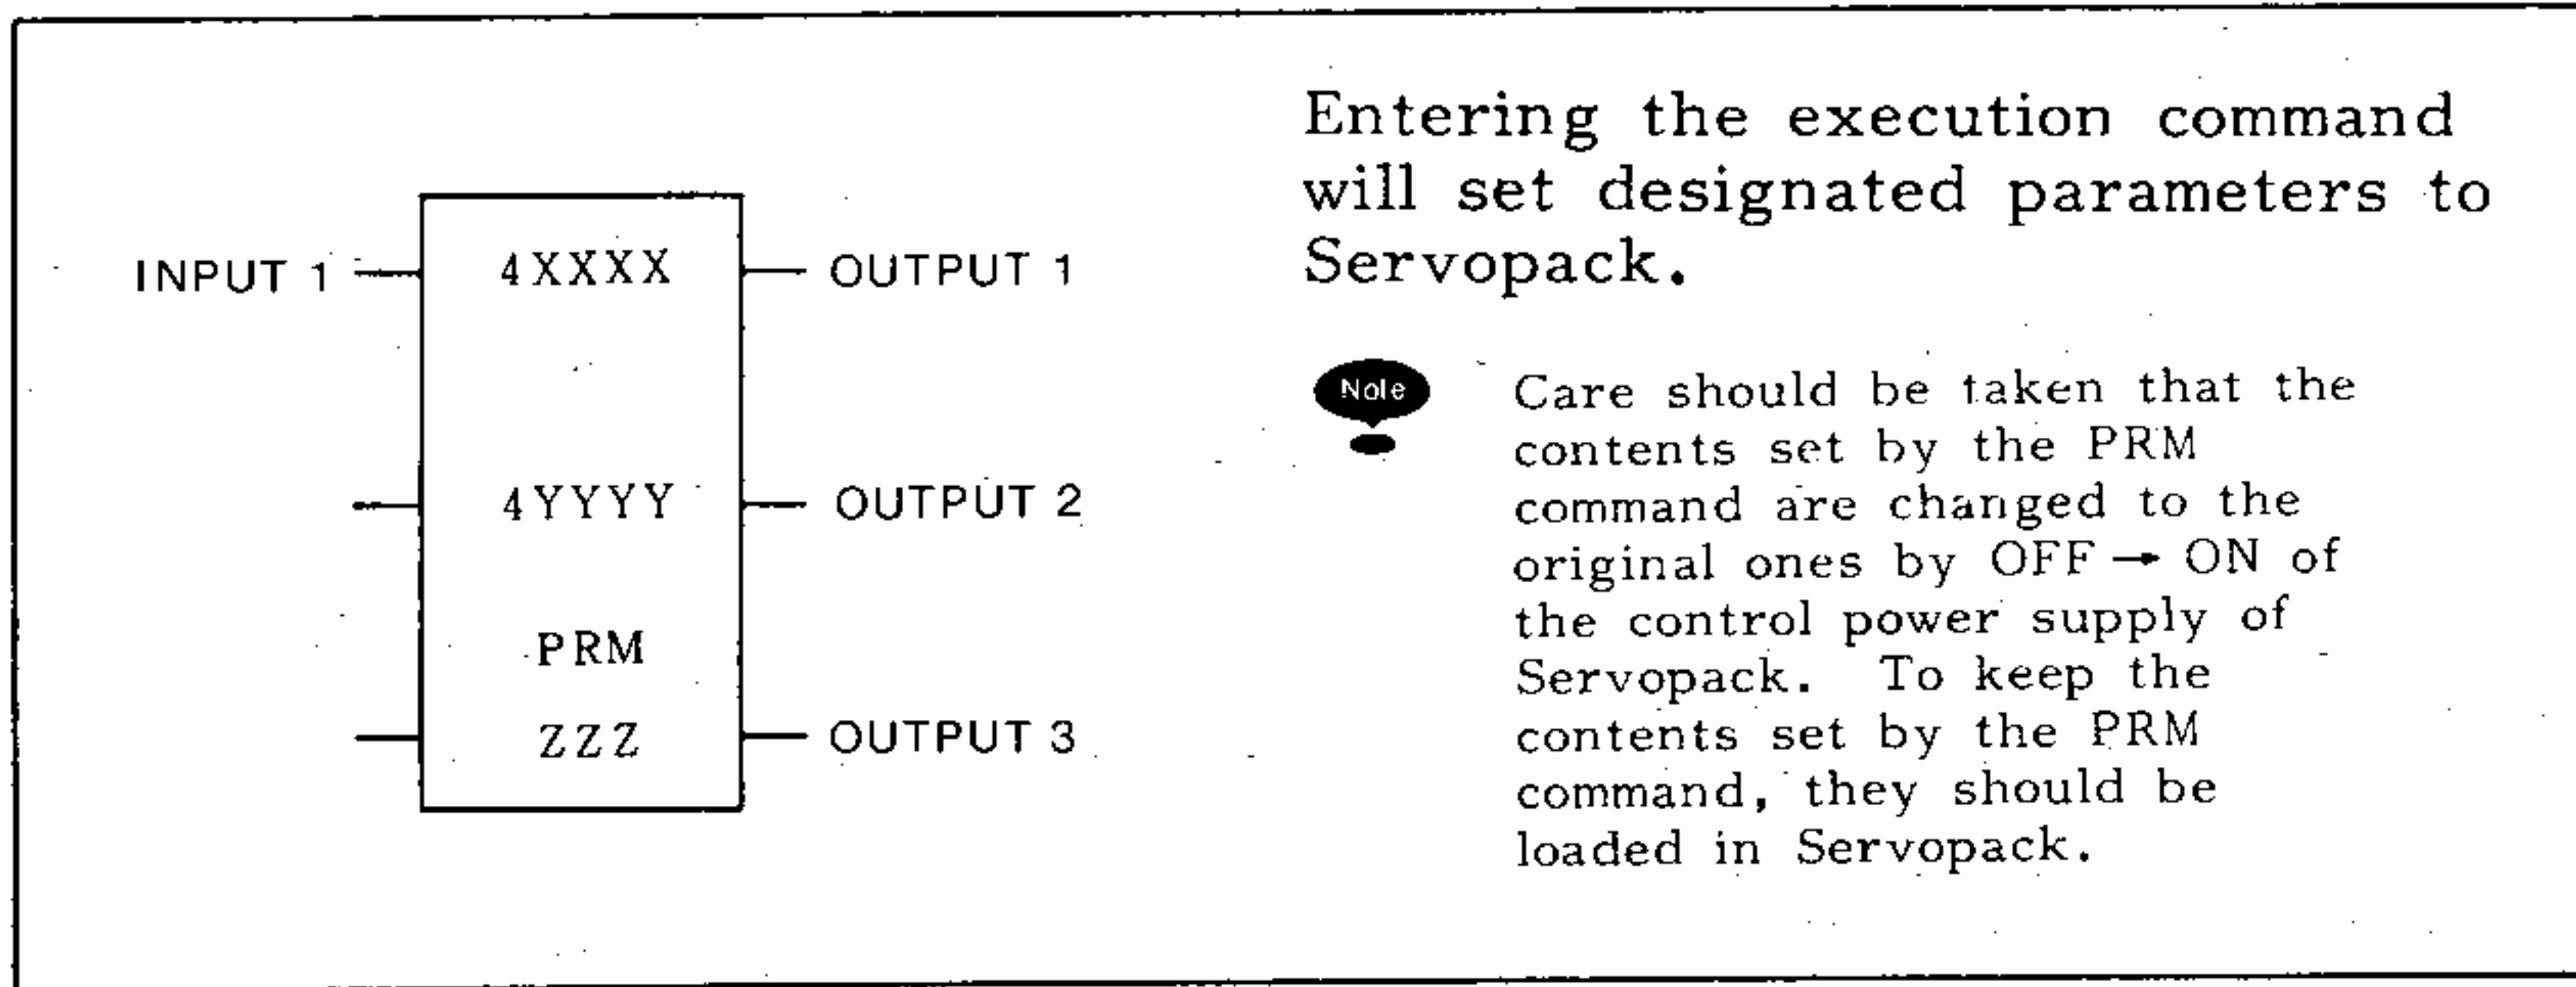 INPUT 1 4XXXX OUTPUT 1
4YYYY OUTPUT 2
PRM
ZZZ OUTPUT 3
Entering the execution command
will set designated parameters to
Servopack.
Note
Care should be taken that the
contents set by the PRM
command are changed to the
original ones by OFF → ON of
the control power supply of
Servopack. To keep the
contents set by the PRM
command, they should be
loaded in Servopack.